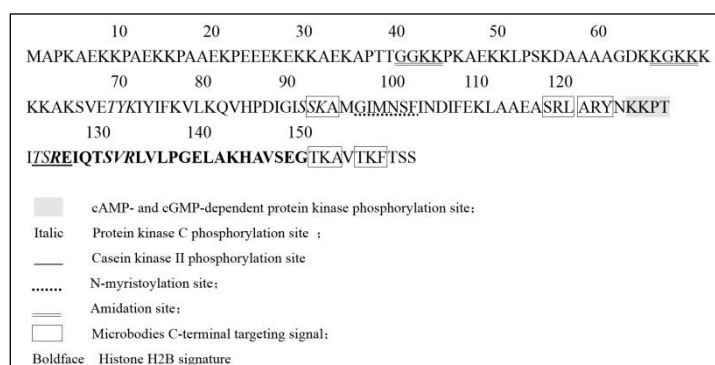 10 20 30 40 50 60
MAPKAEKKPAEKKPAAEKPEEEKEKKAEKAPTTGGKKPKAEKKLPSKDAAAAGDKKGKKK
70 80 90 100 110 120
KKAKSVETYKIYIFKVLKQVHPDIGISSKAMGIMNSFINDIFEKLAAEASRLARYNKKPT
130 140 150
ITSREIQTSVRLVLPGELAKHAVSEGTKAVTKFTSS
cAMP- and cGMP-dependent protein kinase phosphorylation site;
Italic Protein kinase C phosphorylation site ;
Casein kinase II phosphorylation site
N-myristoylation site;
Amidation site;
Microbodies C-terminal targeting signal;
Boldface Histone H2B signature